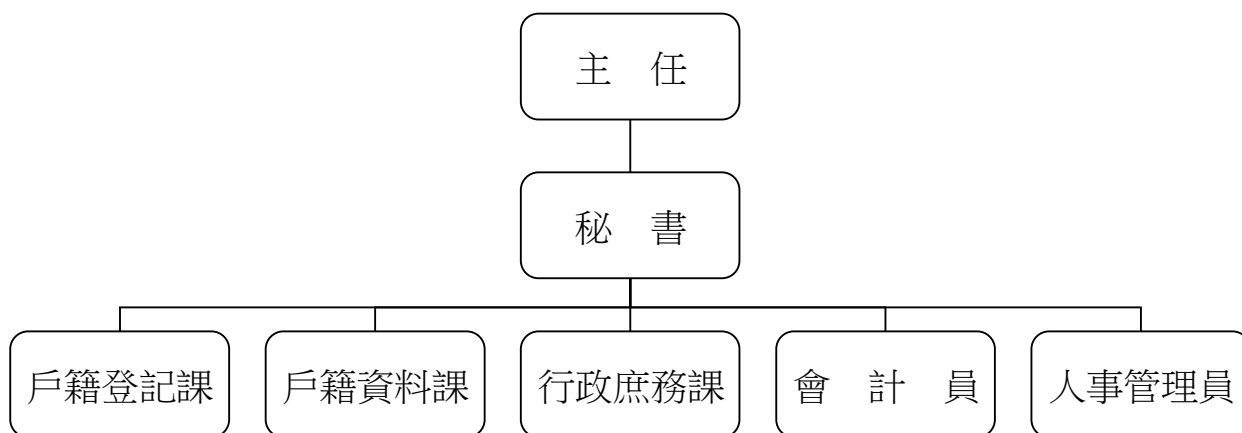 主　任
秘　書
戶籍登記課
戶籍資料課
行政庶務課
會　計　員
人事管理員